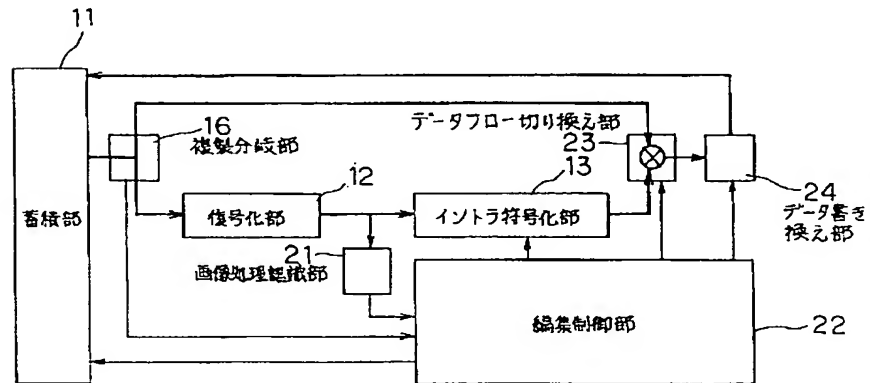 11
16
複製分岐部
データフロー切り換え部
23
12
13
24
データ書き
換え部
蓄積部
復号化部
イントラ符号化部
21
画像処理認識部
編集制御部
22